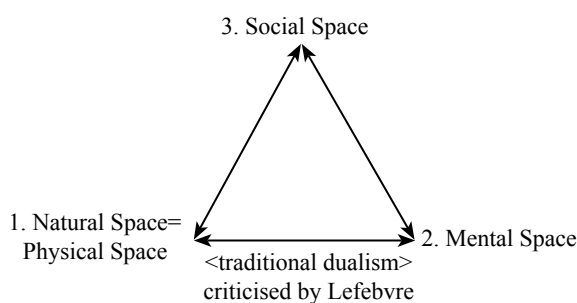 3. Social Space
1. Natural Space=
Physical Space
2. Mental Space
<traditional dualism>
criticised by Lefebvre